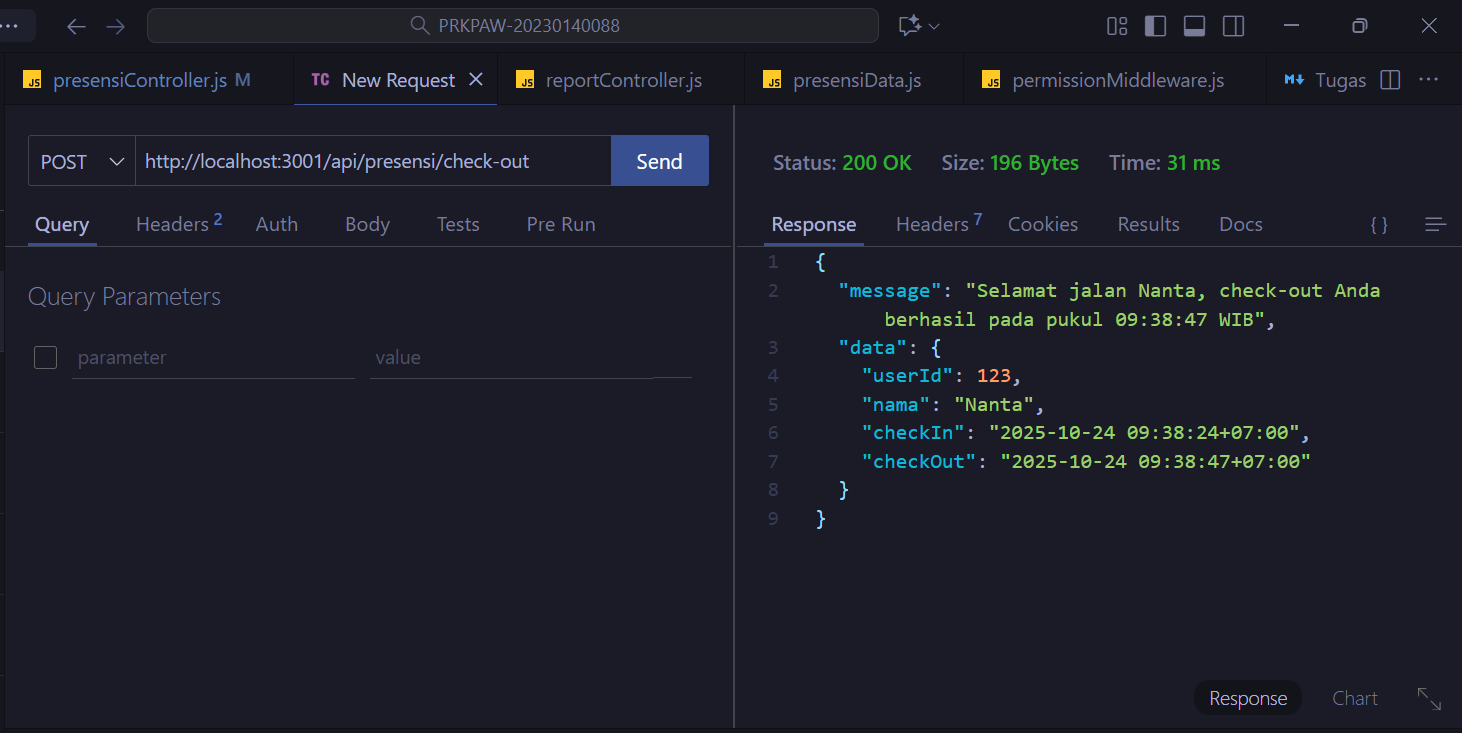 PRKPAW-20230140088
JS presensiController.js M
TC New Request
JS reportController.js
JS presensiData.js
JS permissionMiddleware.js
M Tugas
POST http://localhost:3001/api/presensi/check-out Send
Query Headers 2 Auth Body Tests Pre Run
Query Parameters
parameter value
Status: 200 OK Size: 196 Bytes Time: 31 ms
Response Headers 7 Cookies Results Docs { }
1 {
2 "message": "Selamat jalan Nanta, check-out Anda
berhasil pada pukul 09:38:47 WIB",
3 "data": {
4 "userId": 123,
5 "nama": "Nanta",
6 "checkIn": "2025-10-24 09:38:24+07:00",
7 "checkOut": "2025-10-24 09:38:47+07:00"
8 }
9 }
Response Chart